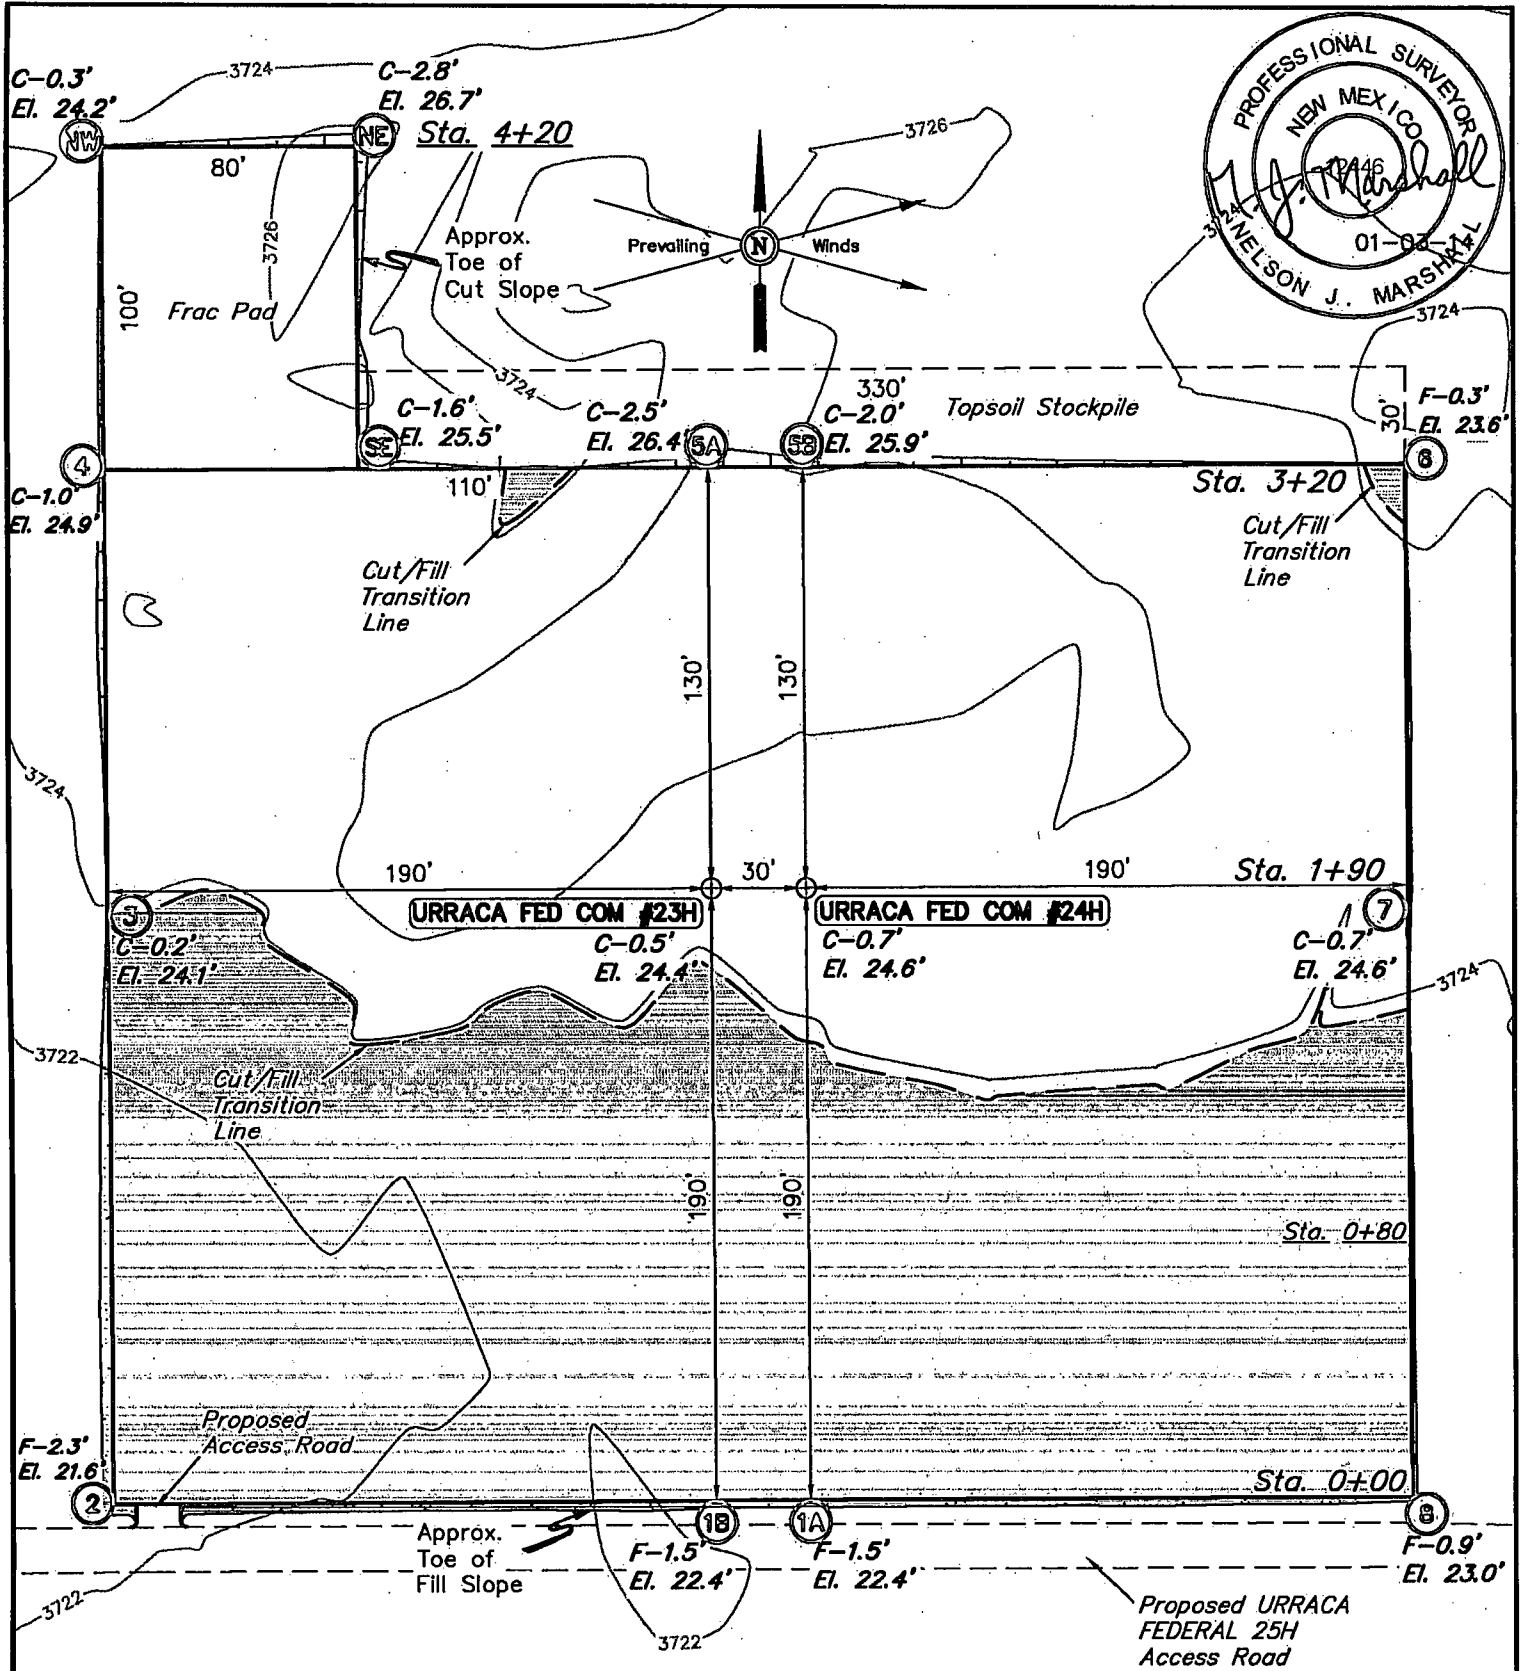 PROFESSIONAL SURVEYOR
NEW MEXICO
N. J. Marshall
NELSON J. MARSHALL
C-0.3'
El. 24.2'
3724
C-2.8'
El. 26.7'
NW
NE
Sta. 4+20
80'
3726
3726
Approx.
Toe of
Cut Slope
Prevailing
N
Winds
3724
100'
Frac Pad
3724
3724
330'
Topsoil Stockpile
30'
C-1.6'
El. 25.5'
SE
C-2.5'
El. 26.4'
5A
5B
C-2.0'
El. 25.9'
F-0.3'
El. 23.6'
6
4
C-1.0'
El. 24.9'
110'
Sta. 3+20
Cut/Fill
Transition
Line
Cut/Fill
Transition
Line
130'
130'
3724
190'
30'
190'
Sta. 1+90
3
URRACA FED COM #23H
URRACA FED COM #24H
7
C-0.2'
El. 24.1'
C-0.5'
El. 24.4'
C-0.7'
El. 24.6'
C-0.7'
El. 24.6'
3724
3722
Cut/Fill
Transition
Line
190'
190'
Sta. 0+80
Proposed
Access Road
F-2.3'
El. 21.6'
2
Sta. 0+00
8
Approx.
Toe of
Fill Slope
1B
1A
F-1.5'
El. 22.4'
F-1.5'
El. 22.4'
F-0.9'
El. 23.0'
3722
3722
Proposed URRACA
FEDERAL 25H
Access Road